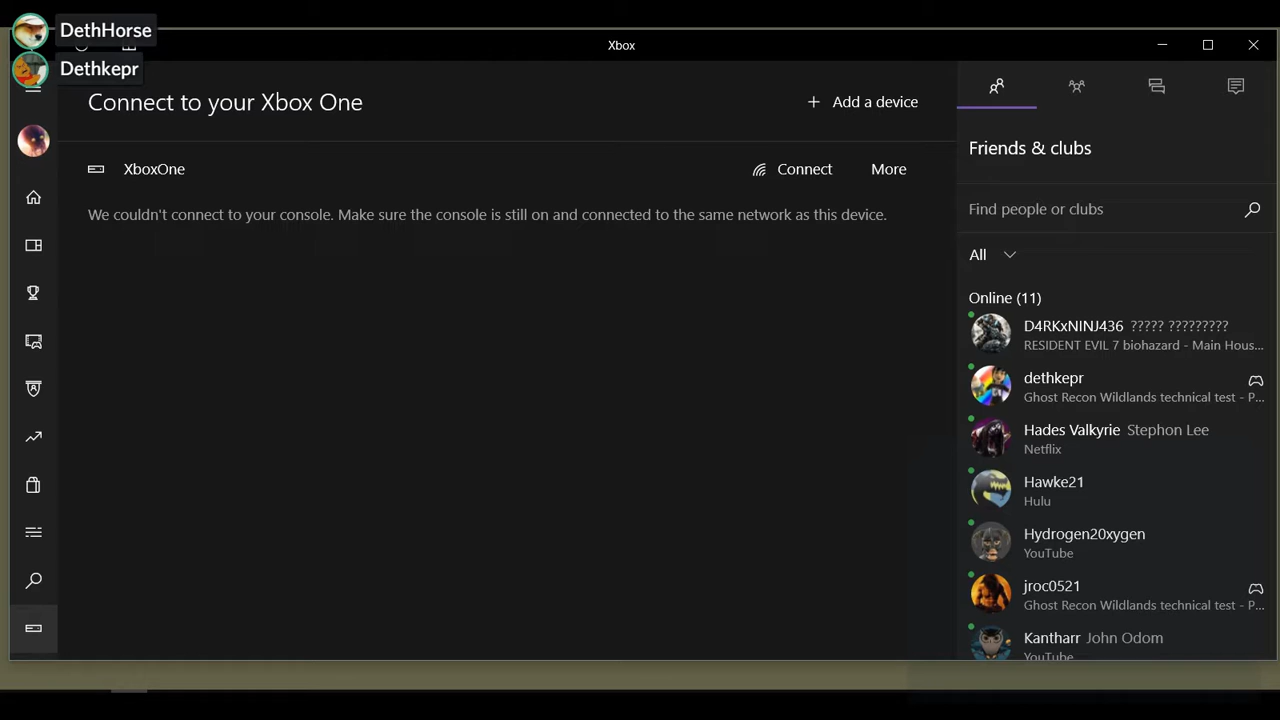 DethHorse
Dethkepr
Xbox
Connect to your Xbox One
+ Add a device
XboxOne
Connect
More
We couldn't connect to your console. Make sure the console is still on and connected to the same network as this device.
Friends & clubs
Find people or clubs
All
Online (11)
D4RKxNINJ436 ????? ?????????
RESIDENT EVIL 7 biohazard - Main Hous...
dethkepr
Ghost Recon Wildlands technical test - P...
Hades Valkyrie Stephon Lee
Netflix
Hawke21
Hulu
Hydrogen20xygen
YouTube
jroc0521
Ghost Recon Wildlands technical test - P...
Kantharr John Odom
YouTube